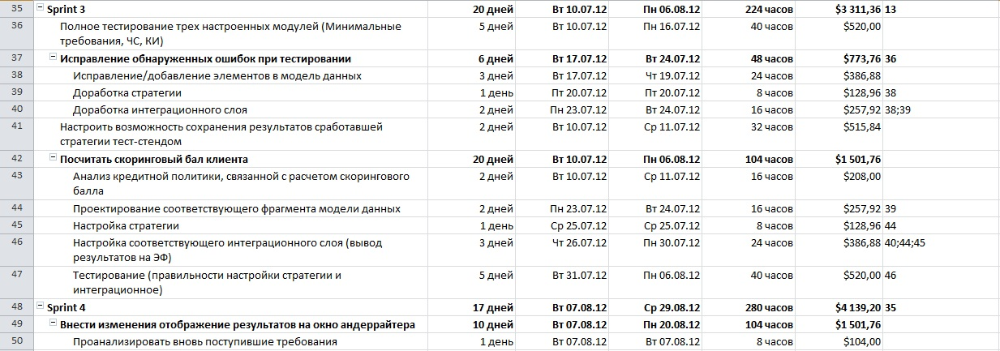 35 Sprint 3 20 дней Вт 10.07.12 Пн 06.08.12 224 часов $3 311,36 13
36 Полное тестирование трех настроенных модулей (Минимальные 5 дней Вт 10.07.12 Пн 16.07.12 40 часов $520,00
требования, ЧС, КИ)
37 Исправление обнаруженных ошибок при тестировании 6 дней Вт 17.07.12 Вт 24.07.12 48 часов $773,76 36
38 Исправление/добавление элементов в модель данных 3 дней Вт 17.07.12 Чт 19.07.12 24 часов $386,88
39 Доработка стратегии 1 день Пт 20.07.12 Пт 20.07.12 8 часов $128,96 38
40 Доработка интеграционного слоя 2 дней Пн 23.07.12 Вт 24.07.12 16 часов $257,92 38;39
41 Настроить возможность сохранения результатов сработавшей 2 дней Вт 10.07.12 Ср 11.07.12 32 часов $515,84
стратегии тест-стендом
42 Посчитать скоринговый бал клиента 20 дней Вт 10.07.12 Пн 06.08.12 104 часов $1 501,76
43 Анализ кредитной политики, связанной с расчетом скорингового 2 дней Вт 10.07.12 Ср 11.07.12 16 часов $208,00
балла
44 Проектирование соответствующего фрагмента модели данных 2 дней Пн 23.07.12 Вт 24.07.12 16 часов $257,92 39
45 Настройка стратегии 1 день Ср 25.07.12 Ср 25.07.12 8 часов $128,96 44
46 Настройка соответствующего интеграционного слоя (вывод 3 дней Чт 26.07.12 Пн 30.07.12 24 часов $386,88 40;44;45
результатов на ЭФ)
47 Тестирование (правильности настройки стратегии и 5 дней Вт 31.07.12 Пн 06.08.12 40 часов $520,00 46
интеграционное)
48 Sprint 4 17 дней Вт 07.08.12 Ср 29.08.12 280 часов $4 139,20 35
49 Внести изменения отображение результатов на окно андеррайтера 10 дней Вт 07.08.12 Пн 20.08.12 104 часов $1 501,76
50 Проанализировать вновь поступившие требования 1 день Вт 07.08.12 Вт 07.08.12 8 часов $104,00